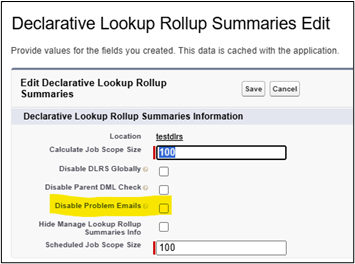 Declarative Lookup Rollup Summaries Edit
Provide values for the fields you created. This data is cached with the application.
Edit Declarative Lookup Rollup Summaries
Save Cancel
Declarative Lookup Rollup Summaries Information
Location testdlrs
Calculate Job Scope Size 100
Disable DLRS Globally
Disable Parent DML Check
Disable Problem Emails
Hide Manage Lookup Rollup Summaries Info
Scheduled Job Scope Size 100